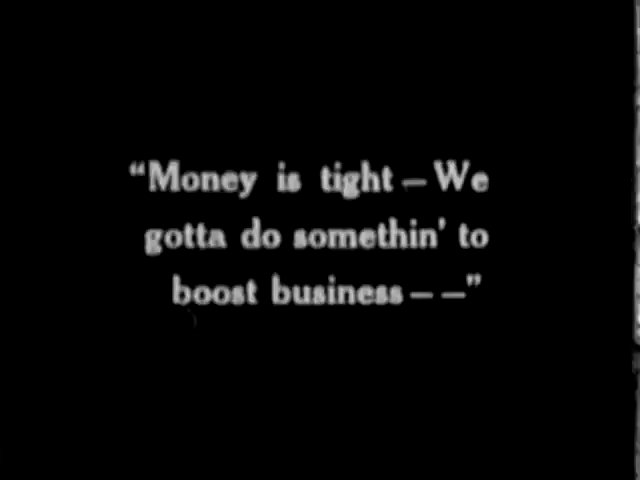 “Money is tight — We
gotta do somethin’ to
boost business — —”